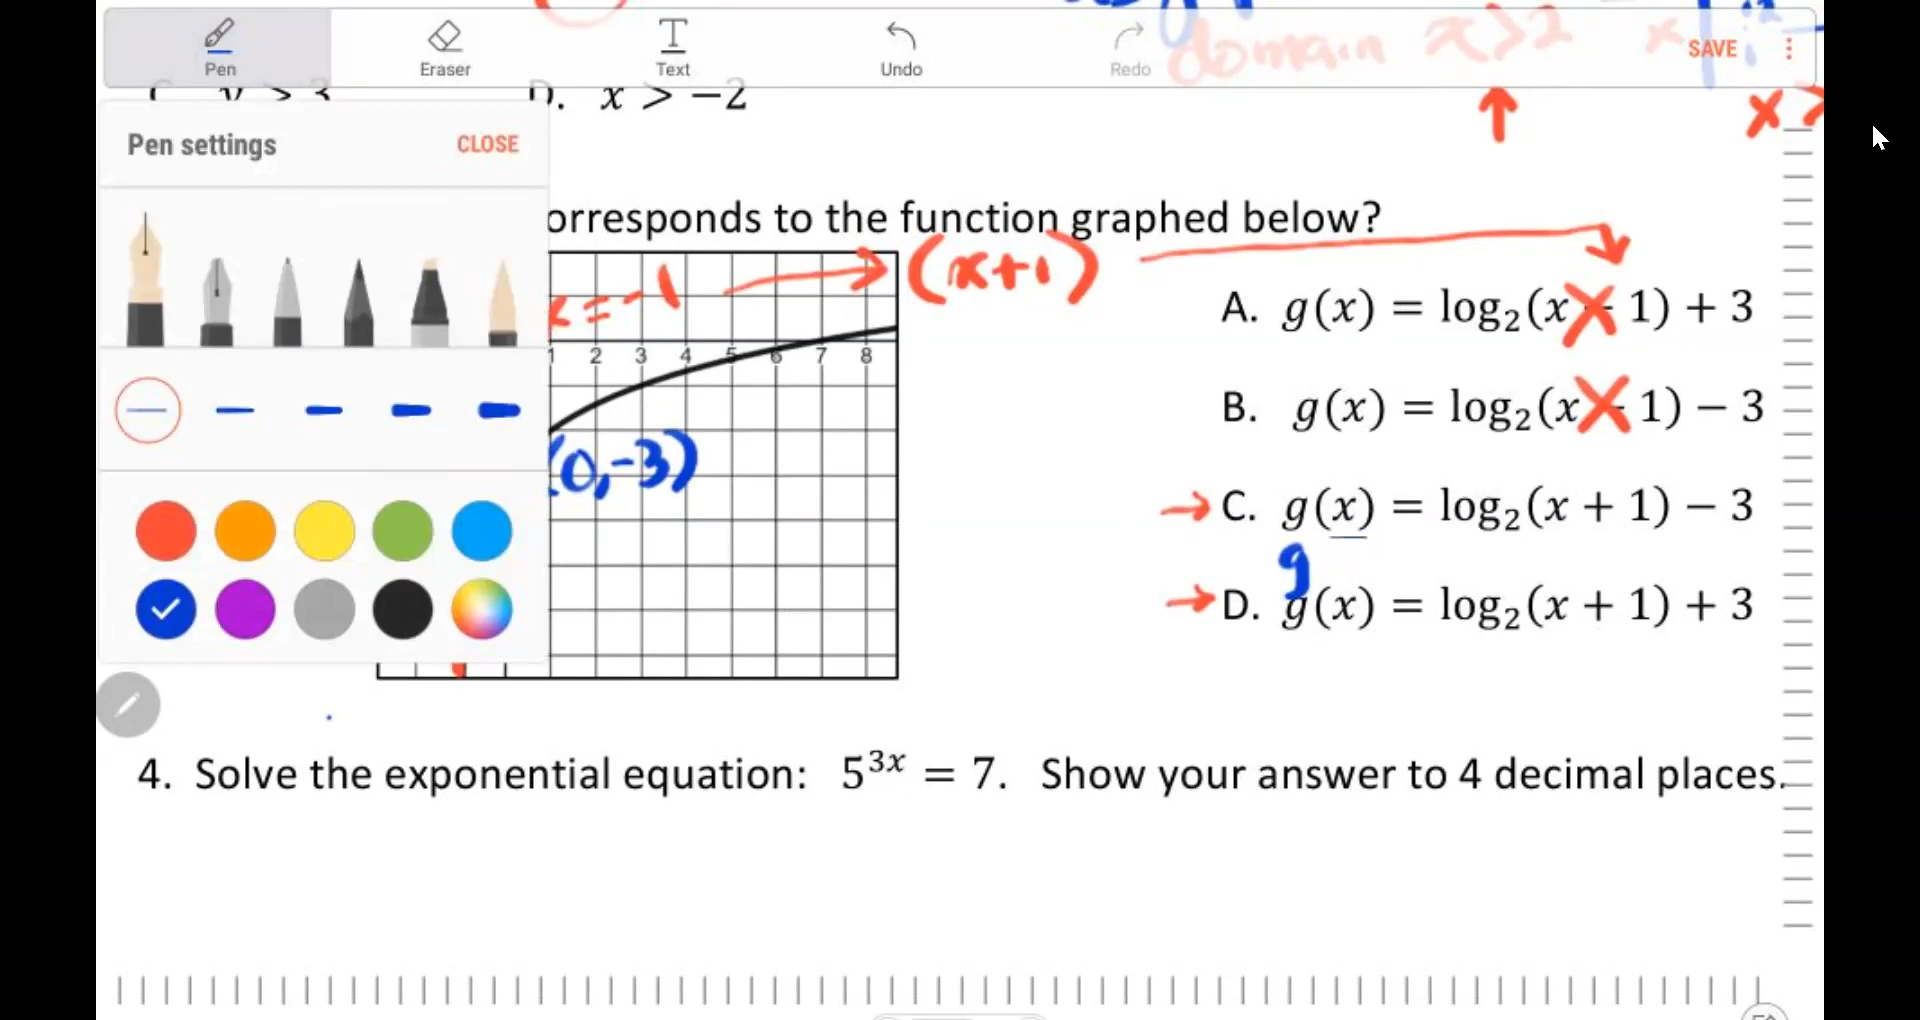 Pen Eraser Text Undo Redo SAVE
domain x>2
D. x > −2
x >
Pen settings CLOSE
orresponds to the function graphed below?
x = -1 (x+1)
A. g(x) = log₂(x − 1) + 3
1 2 3 4 5 6 7 8
B. g(x) = log₂(x − 1) − 3
(0,-3)
C. g(x) = log₂(x + 1) − 3
g
D. g(x) = log₂(x + 1) + 3
4. Solve the exponential equation: 5³ˣ = 7. Show your answer to 4 decimal places.